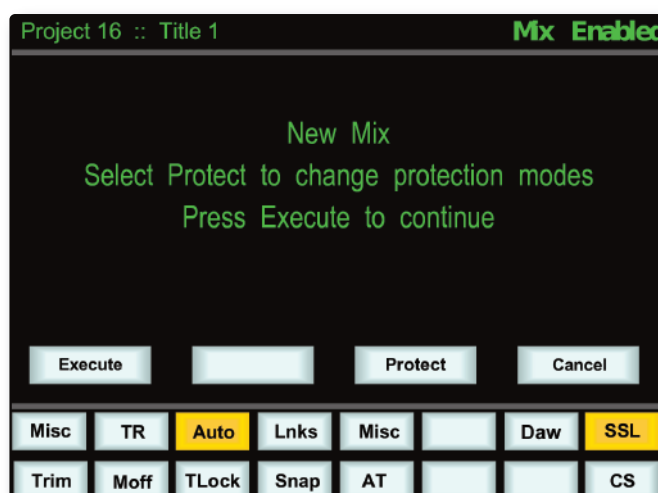 Project 16 :: Title 1 Mix Enabled
New Mix
Select Protect to change protection modes
Press Execute to continue
Execute Protect Cancel
Misc TR Auto Lnks Misc Daw SSL
Trim Moff TLock Snap AT CS